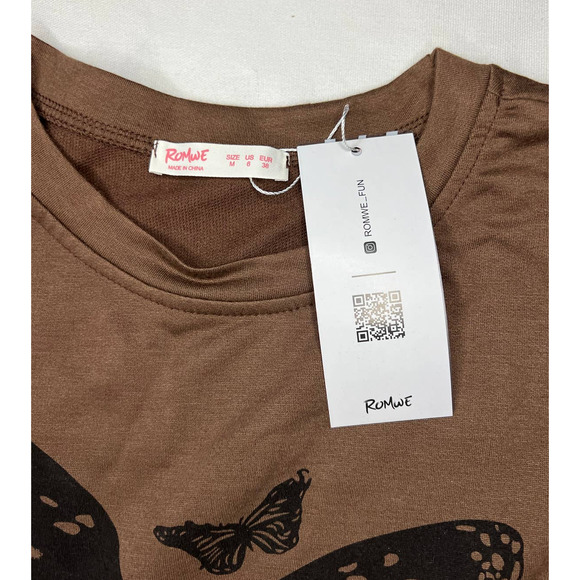 ROMWE
MADE IN CHINA
SIZE US EUR
M 6 38
ROMWE_FUN
ROMWE